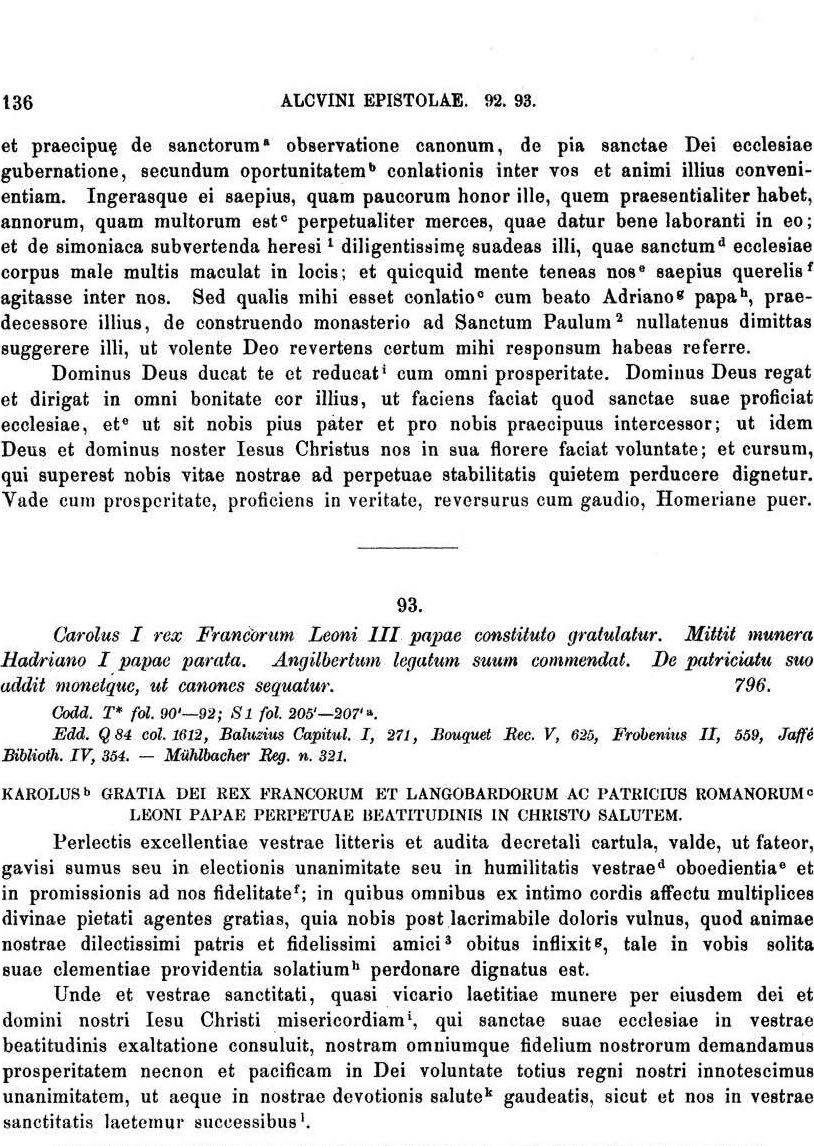 136 ALCVINI EPISTOLAE. 92. 93.
et praecipuę de sanctorum ᵃ observatione canonum, de pia sanctae Dei ecclesiae
gubernatione, secundum oportunitatem ᵇ conlationis inter vos et animi illius conveni-
entiam. Ingerasque ei saepius, quam paucorum honor ille, quem praesentialiter habet,
annorum, quam multorum est ᶜ perpetualiter merces, quae datur bene laboranti in eo;
et de simoniaca subvertenda heresi ¹ diligentissimę suadeas illi, quae sanctum ᵈ ecclesiae
corpus male multis maculat in locis; et quicquid mente teneas nos ᵉ saepius querelis ᶠ
agitasse inter nos. Sed qualis mihi esset conlatio ᵉ cum beato Adriano ᵍ papa ʰ, prae-
decessore illius, de construendo monasterio ad Sanctum Paulum ² nullatenus dimittas
suggerere illi, ut volente Deo revertens certum mihi responsum habeas referre.
Dominus Deus ducat te et reducat ⁱ cum omni prosperitate. Dominus Deus regat
et dirigat in omni bonitate cor illius, ut faciens faciat quod sanctae suae proficiat
ecclesiae, et ᵉ ut sit nobis pius pater et pro nobis praecipuus intercessor; ut idem
Deus et dominus noster Iesus Christus nos in sua florere faciat voluntate; et cursum,
qui superest nobis vitae nostrae ad perpetuae stabilitatis quietem perducere dignetur.
Vade cum prosperitate, proficiens in veritate, reversurus cum gaudio, Homeriane puer.
93.
Carolus I rex Francorum Leoni III papae constituto gratulatur. Mittit munera
Hadriano I papae parata. Angilbertum legatum suum commendat. De patriciatu suo
addit monetque, ut canones sequatur. 796.
Codd. T* fol. 90'—92; S1 fol. 205'—207' ᵃ.
Edd. Q 84 col. 1612, Baluzius Capitul. I, 271, Bouquet Rec. V, 625, Frobenius II, 559, Jaffé
Biblioth. IV, 354. — Mühlbacher Reg. n. 321.
KAROLUS ᵇ GRATIA DEI REX FRANCORUM ET LANGOBARDORUM AC PATRICIUS ROMANORUM ᶜ
LEONI PAPAE PERPETUAE BEATITUDINIS IN CHRISTO SALUTEM.
Perlectis excellentiae vestrae litteris et audita decretali cartula, valde, ut fateor,
gavisi sumus seu in electionis unanimitate seu in humilitatis vestrae ᵈ oboedientia ᵉ et
in promissionis ad nos fidelitate ᶠ; in quibus omnibus ex intimo cordis affectu multiplices
divinae pietati agentes gratias, quia nobis post lacrimabile doloris vulnus, quod animae
nostrae dilectissimi patris et fidelissimi amici ³ obitus inflixit ᵍ, tale in vobis solita
suae clementiae providentia solatium ʰ perdonare dignatus est.
Unde et vestrae sanctitati, quasi vicario laetitiae munere per eiusdem dei et
domini nostri Iesu Christi misericordiam ⁱ, qui sanctae suae ecclesiae in vestrae
beatitudinis exaltatione consuluit, nostram omniumque fidelium nostrorum demandamus
prosperitatem necnon et pacificam in Dei voluntate totius regni nostri innotescimus
unanimitatem, ut aeque in nostrae devotionis salute ᵏ gaudeatis, sicut et nos in vestrae
sanctitatis laetemur successibus ˡ.